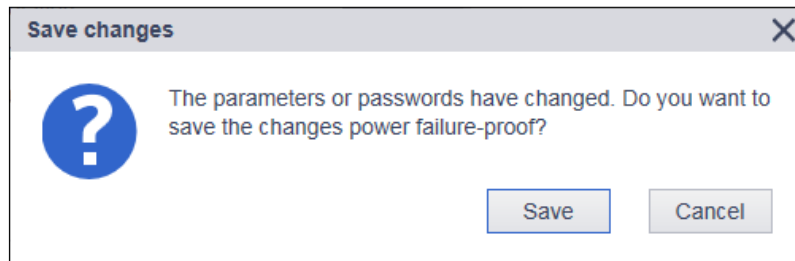 Save changes
The parameters or passwords have changed. Do you want to
save the changes power failure-proof?
Save
Cancel